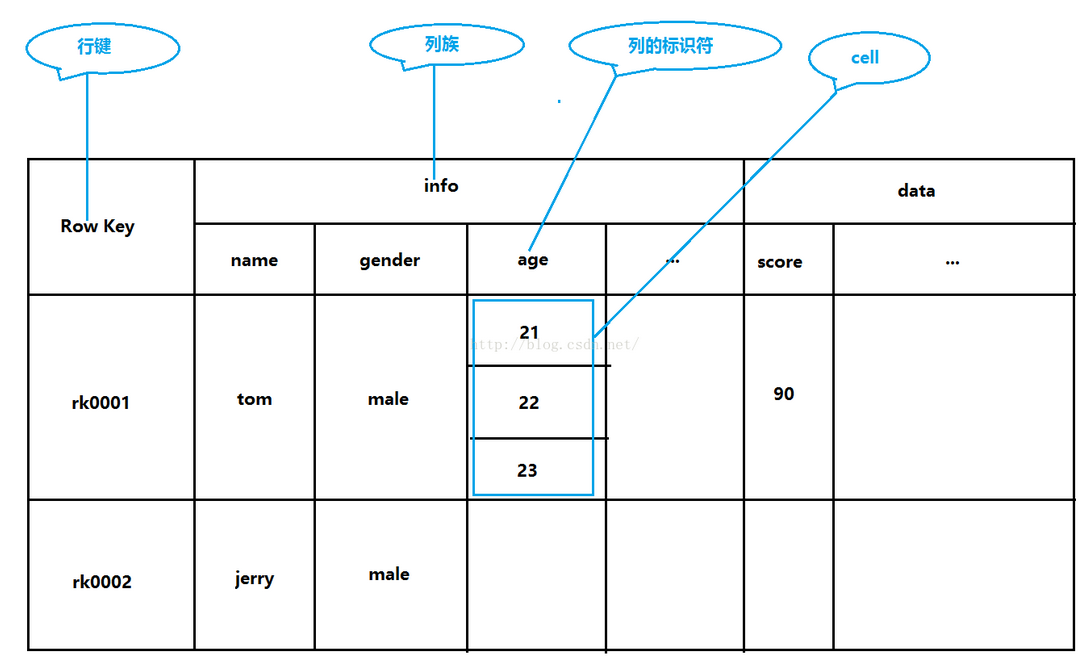 行键
列族
列的标识符
cell
Row Key
info
data
name
gender
age
...
score
...
rk0001
tom
male
21
http://blog.csdn.net/
22
23
90
rk0002
jerry
male